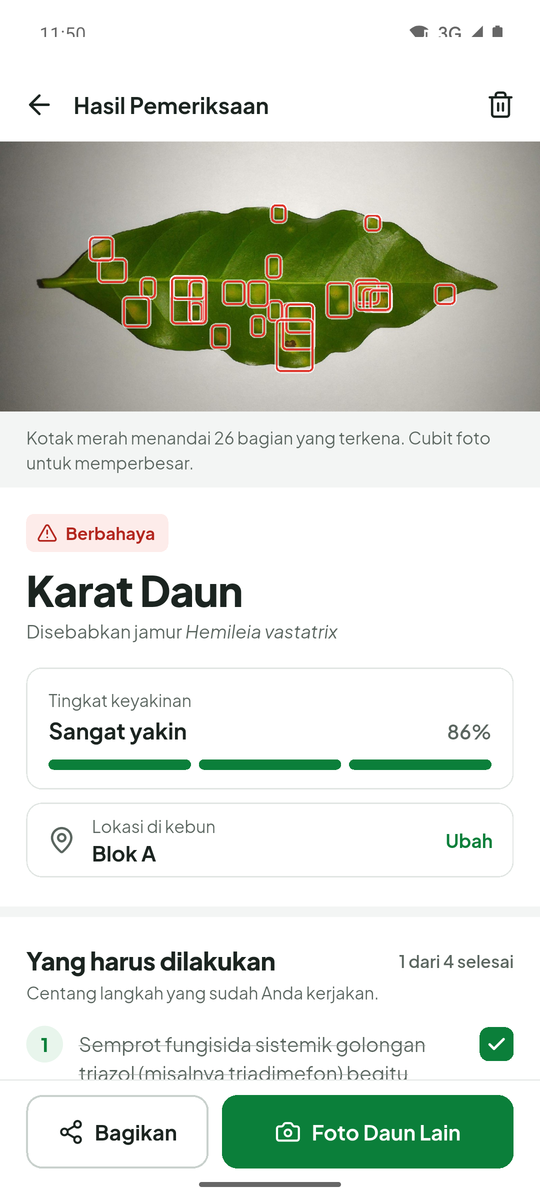 11:50
3G
Hasil Pemeriksaan
Kotak merah menandai 26 bagian yang terkena. Cubit foto
untuk memperbesar.
Berbahaya
Karat Daun
Disebabkan jamur Hemileia vastatrix
Tingkat keyakinan
Sangat yakin
86%
Lokasi di kebun
Blok A
Ubah
Yang harus dilakukan
1 dari 4 selesai
Centang langkah yang sudah Anda kerjakan.
1
Semprot fungisida sistemik golongan
triazol (misalnya triadimefon) begitu
Bagikan
Foto Daun Lain